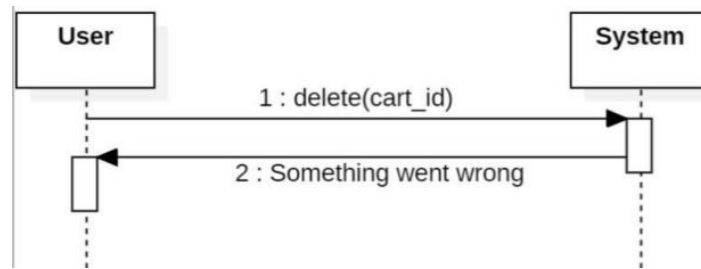 User
System
1 : delete(cart_id)
2 : Something went wrong